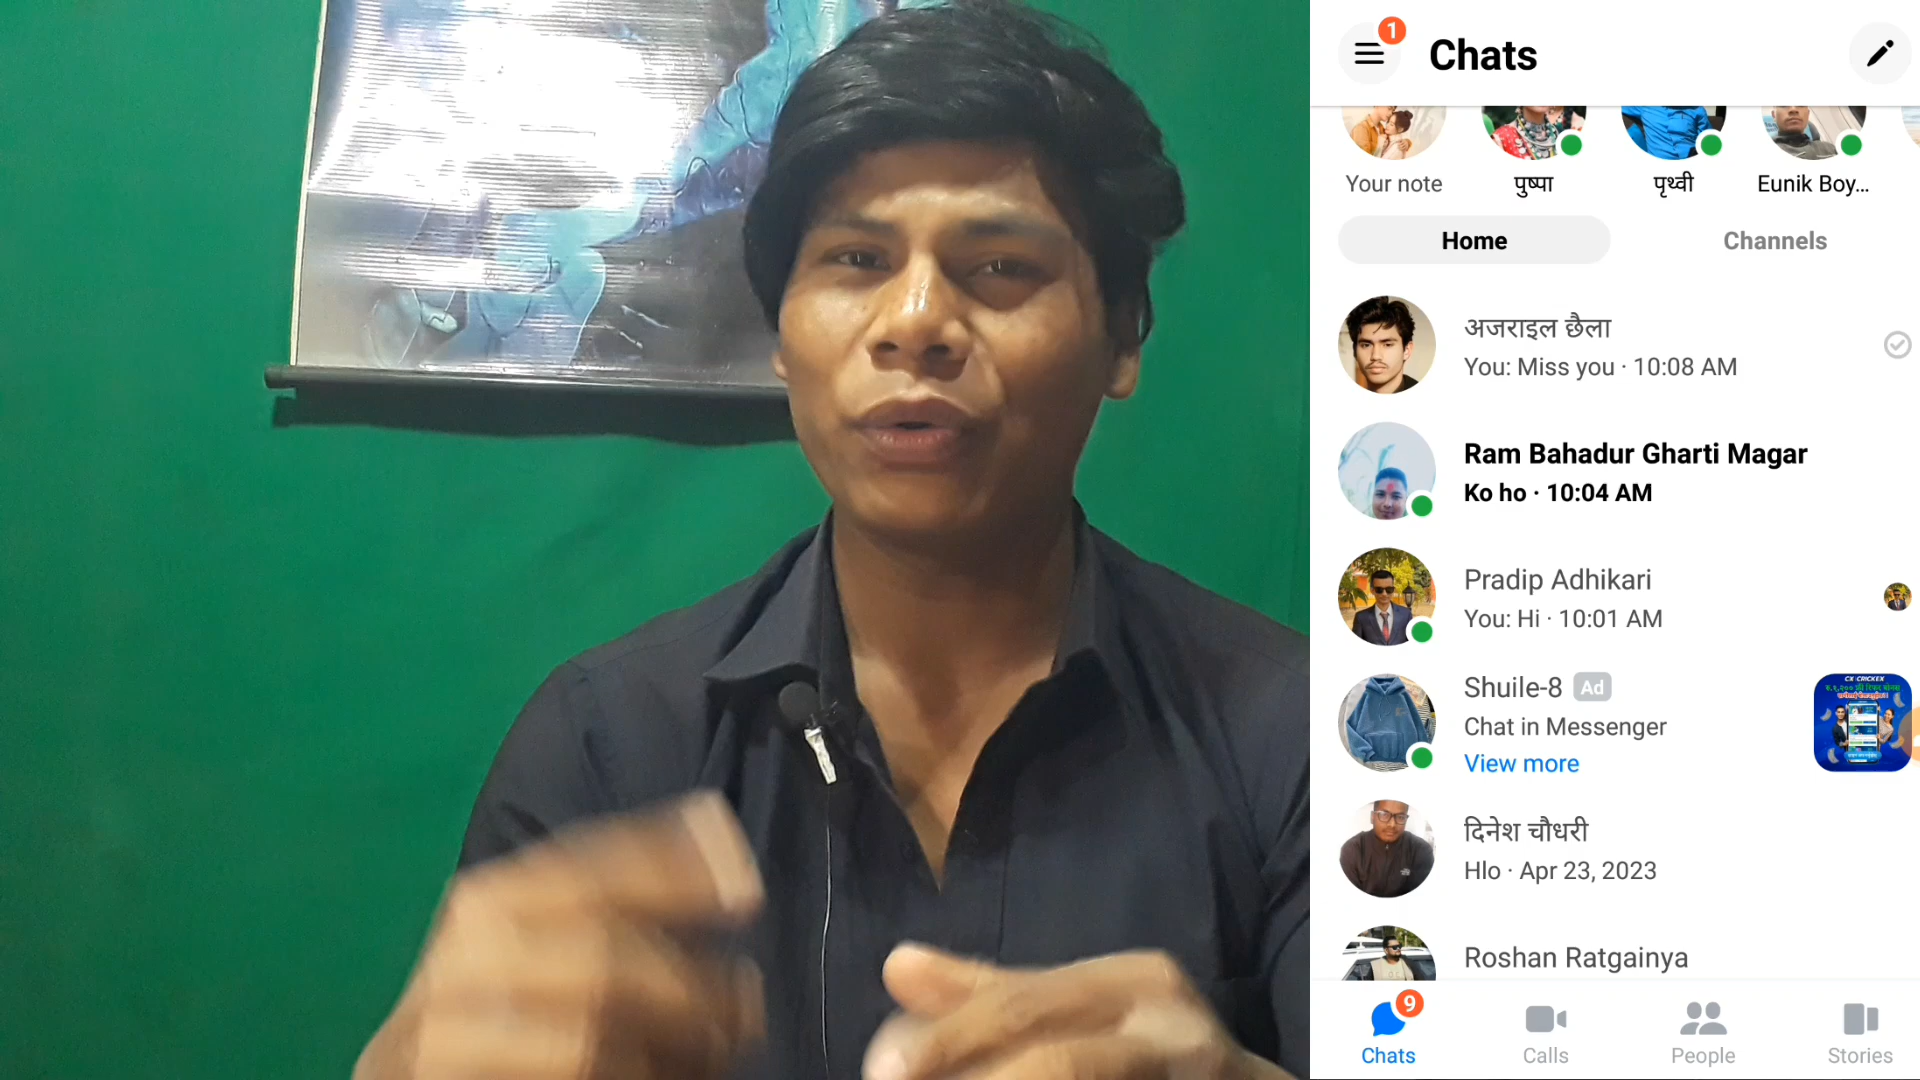 1
Chats
Your note
पुष्पा
पृथ्वी
Eunik Boy...
Home
Channels
अजराइल छैला
You: Miss you · 10:08 AM
Ram Bahadur Gharti Magar
Ko ho · 10:04 AM
Pradip Adhikari
You: Hi · 10:01 AM
Shuile-8 Ad
Chat in Messenger
View more
CX CRICKEX
दिनेश चौधरी
Hlo · Apr 23, 2023
Roshan Ratgainya
9
Chats
Calls
People
Stories